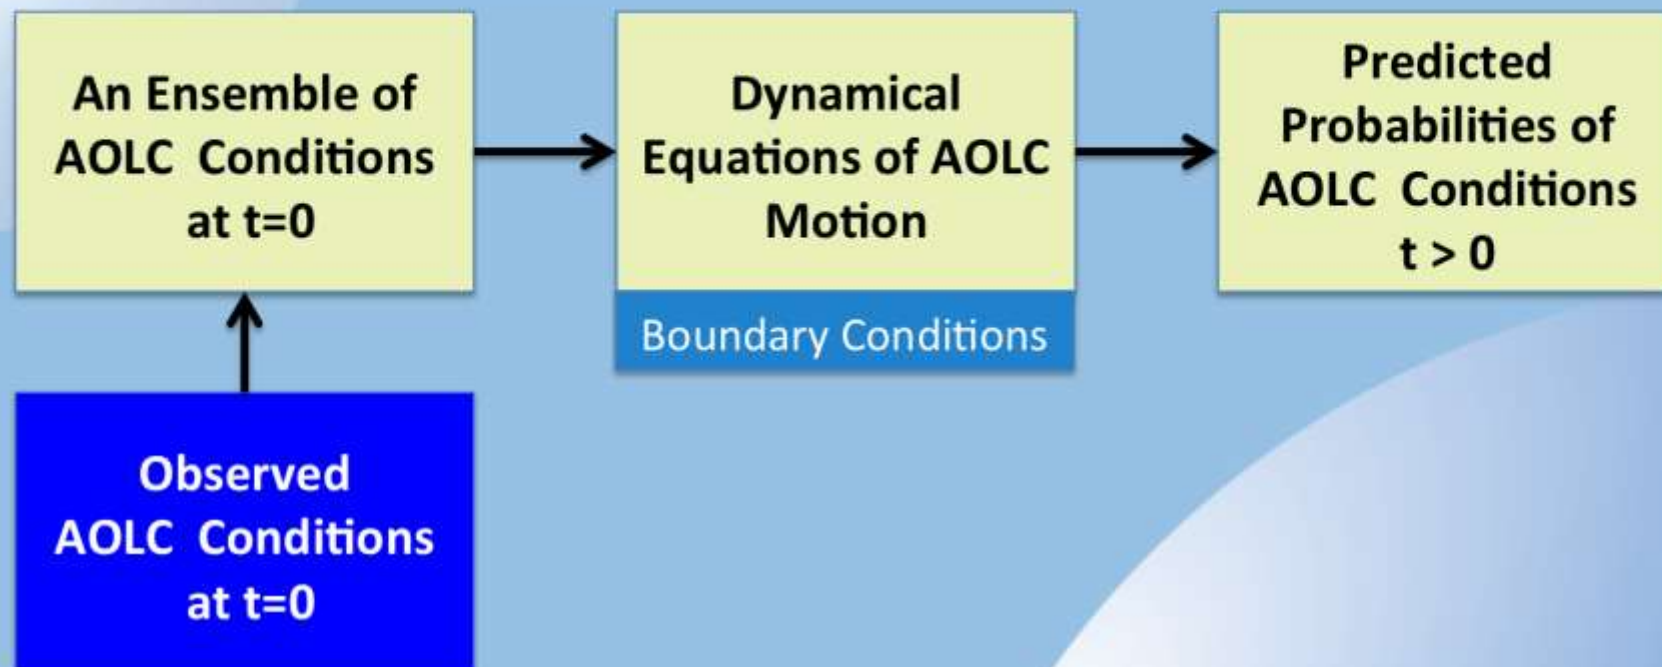 An Ensemble of
AOLC Conditions
at t=0
Dynamical
Equations of AOLC
Motion
Boundary Conditions
Predicted
Probabilities of
AOLC Conditions
t > 0
Observed
AOLC Conditions
at t=0